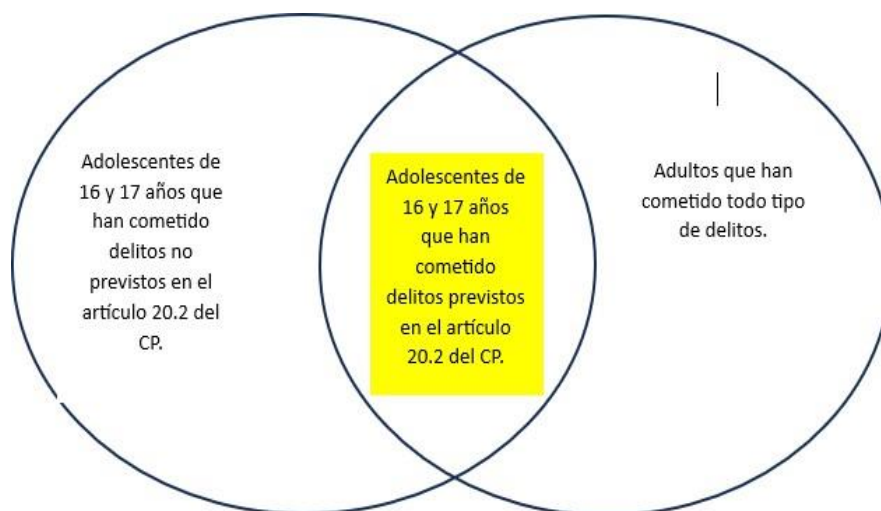 Adolescentes de
16 y 17 años que
han cometido
delitos no
previstos en el
artículo 20.2 del
CP.
Adolescentes de
16 y 17 años
que han
cometido
delitos previstos
en el artículo
20.2 del CP.
Adultos que han
cometido todo tipo
de delitos.